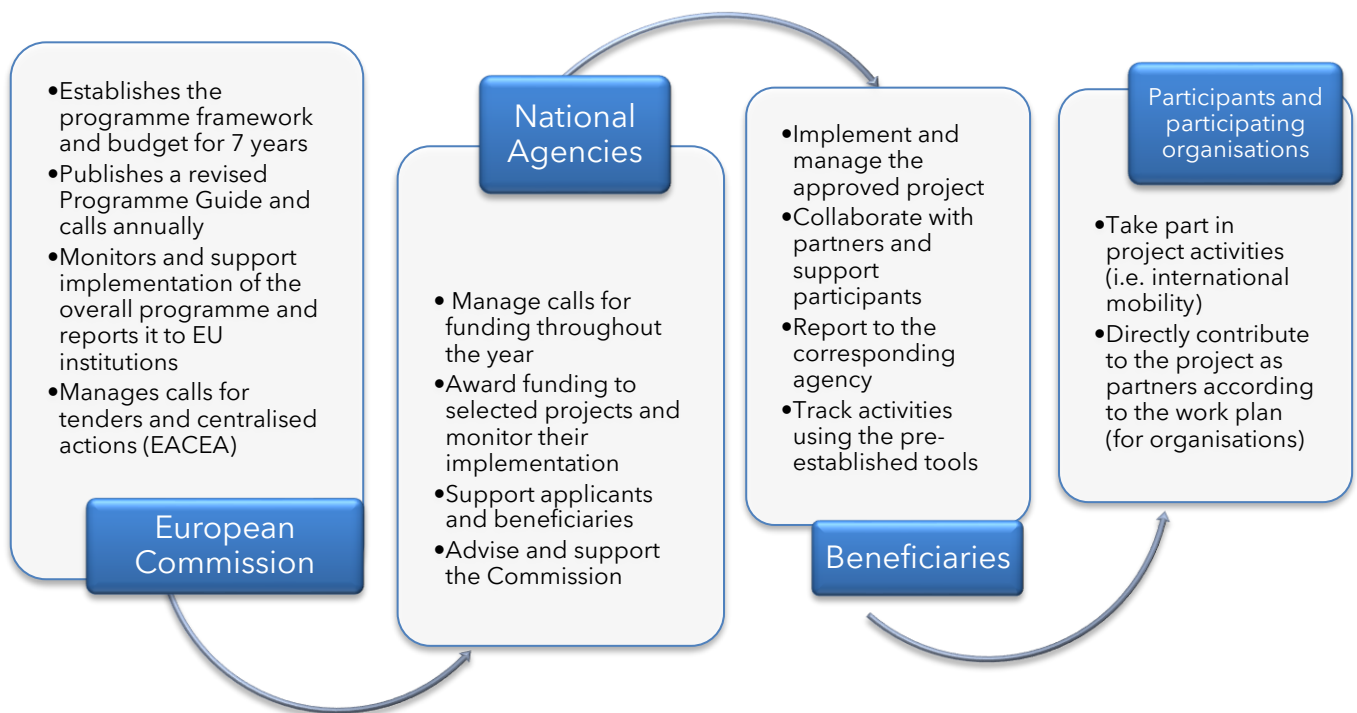 •Establishes the
programme framework
and budget for 7 years
•Publishes a revised
Programme Guide and
calls annually
•Monitors and support
implementation of the
overall programme and
reports it to EU
institutions
•Manages calls for
tenders and centralised
actions (EACEA)
European
Commission
National
Agencies
• Manage calls for
funding throughout
the year
•Award funding to
selected projects and
monitor their
implementation
•Support applicants
and beneficiaries
•Advise and support
the Commission
•Implement and
manage the
approved project
•Collaborate with
partners and
support
participants
•Report to the
corresponding
agency
•Track activities
using the pre-
established tools
Beneficiaries
Participants and
participating
organisations
•Take part in
project activities
(i.e. international
mobility)
•Directly contribute
to the project as
partners according
to the work plan
(for organisations)